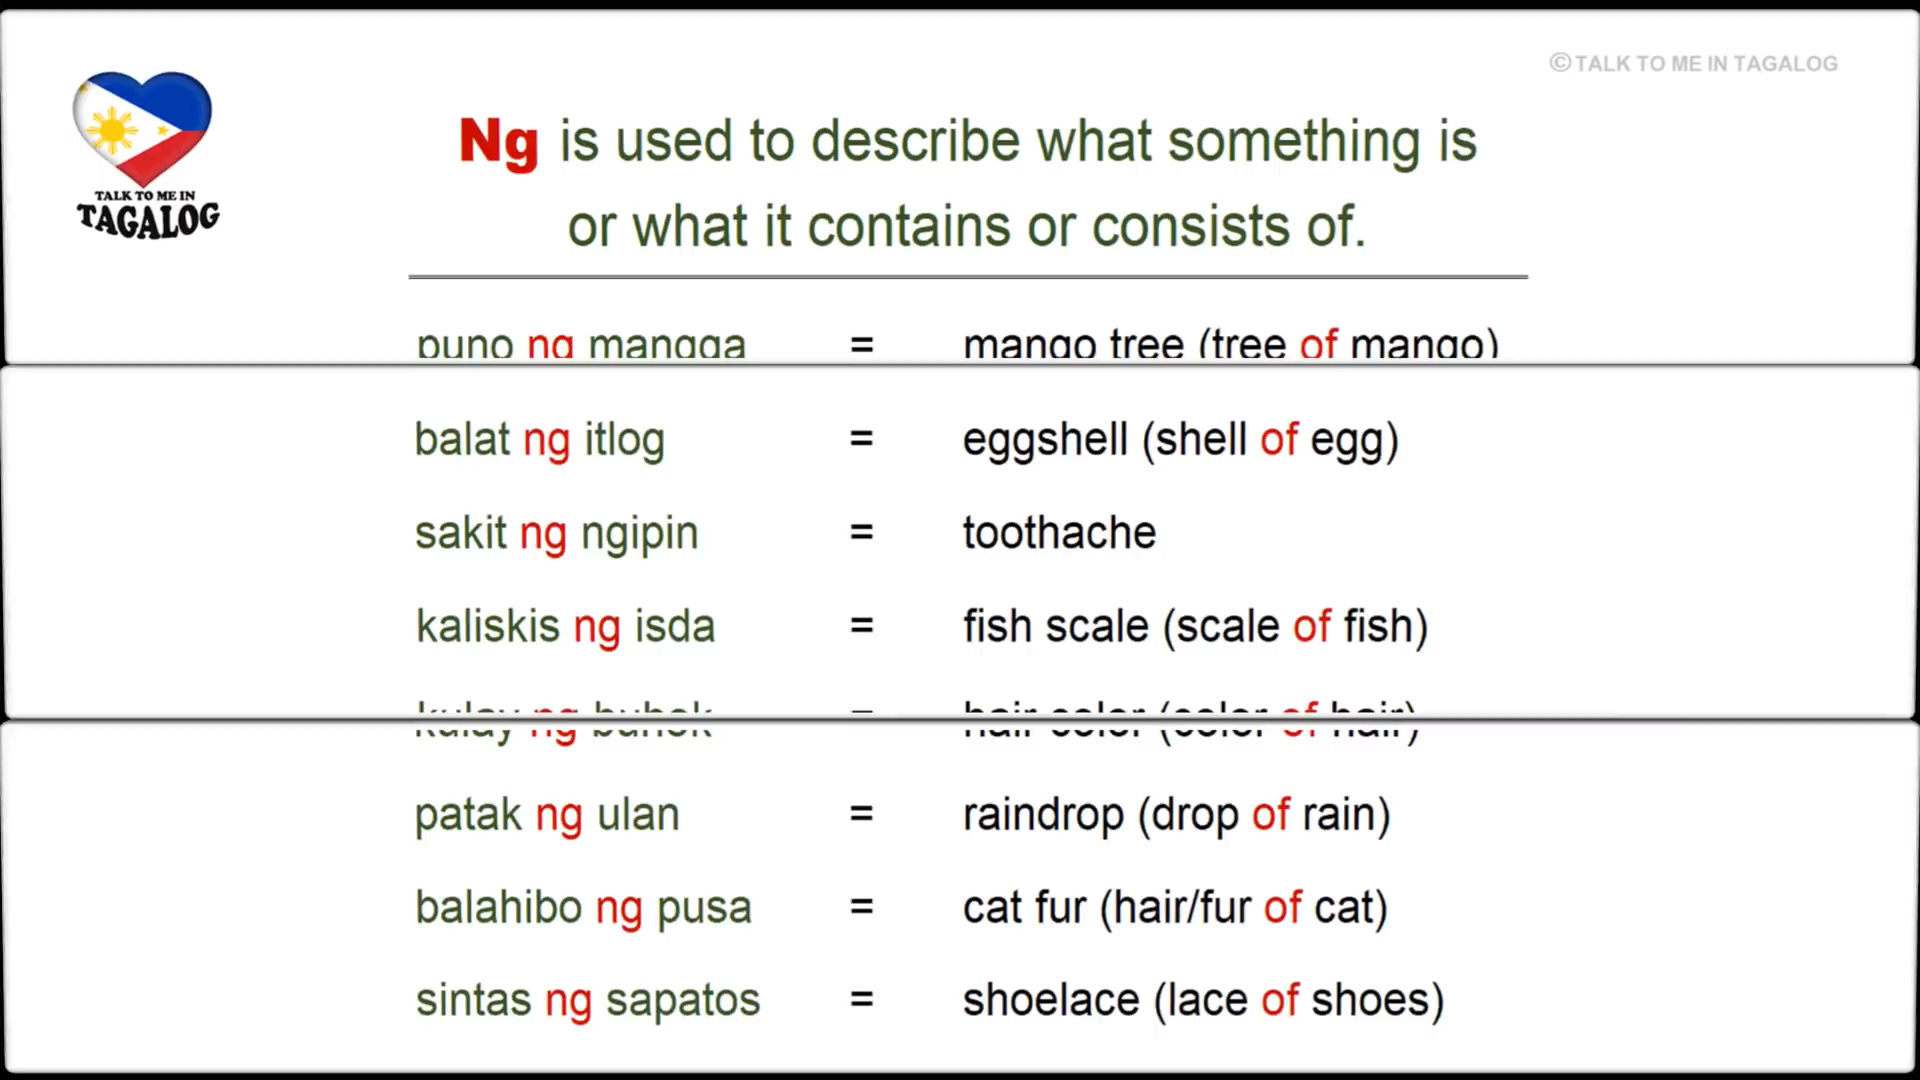 © TALK TO ME IN TAGALOG
TALK TO ME IN
TAGALOG
Ng is used to describe what something is
or what it contains or consists of.
puno ng mangga = mango tree (tree of mango)
balat ng itlog = eggshell (shell of egg)
sakit ng ngipin = toothache
kaliskis ng isda = fish scale (scale of fish)
kulay ng buhok = hair color (color of hair)
patak ng ulan = raindrop (drop of rain)
balahibo ng pusa = cat fur (hair/fur of cat)
sintas ng sapatos = shoelace (lace of shoes)